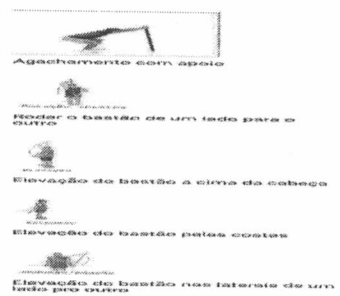 Agachamento com apoio
Rodar o bastão de um lado para o
outro
Elevação do bastão a cima da cabeça
Elevação do bastão pelas costas
Elevação do bastão nas laterais de um
lado pro outro